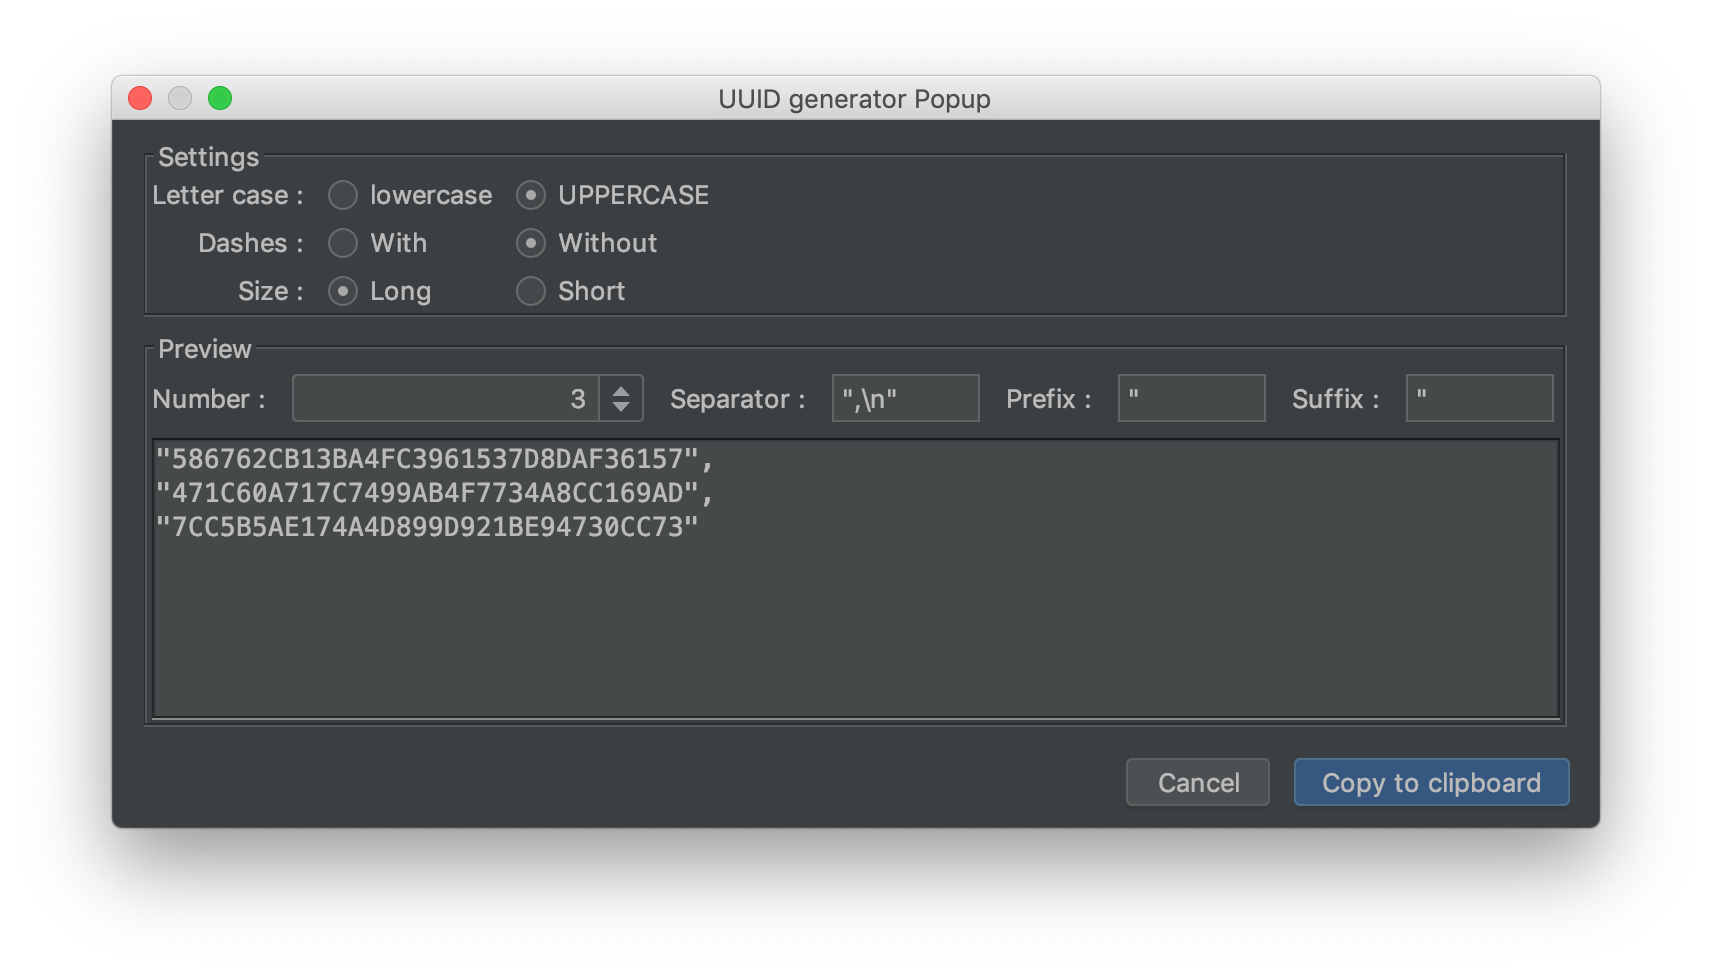 UUID generator Popup
Settings
Letter case : lowercase UPPERCASE
Dashes : With Without
Size : Long Short
Preview
Number : 3 Separator : ",\n" Prefix : " Suffix : "
"586762CB13BA4FC3961537D8DAF36157",
"471C60A717C7499AB4F7734A8CC169AD",
"7CC5B5AE174A4D899D921BE94730CC73"
Cancel Copy to clipboard